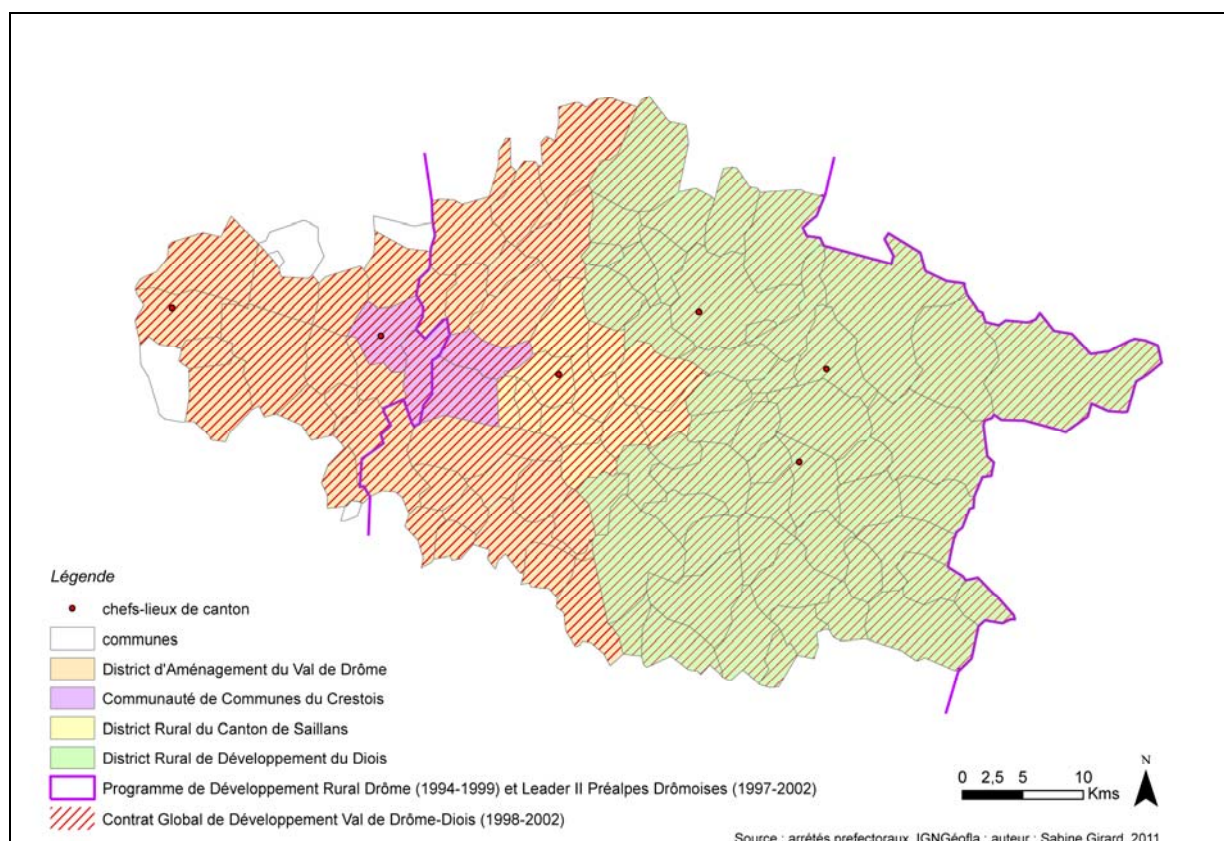 Légende
chefs-lieux de canton
communes
District d'Aménagement du Val de Drôme
Communauté de Communes du Crestois
District Rural du Canton de Saillans
District Rural de Développement du Diois
Programme de Développement Rural Drôme (1994-1999) et Leader II Préalpes Drômoises (1997-2002)
Contrat Global de Développement Val de Drôme-Diois (1998-2002)
0 2,5 5 10
Kms
N
Source : arrêtés prefectoraux, IGNGéofla ; auteur : Sabine Girard, 2011